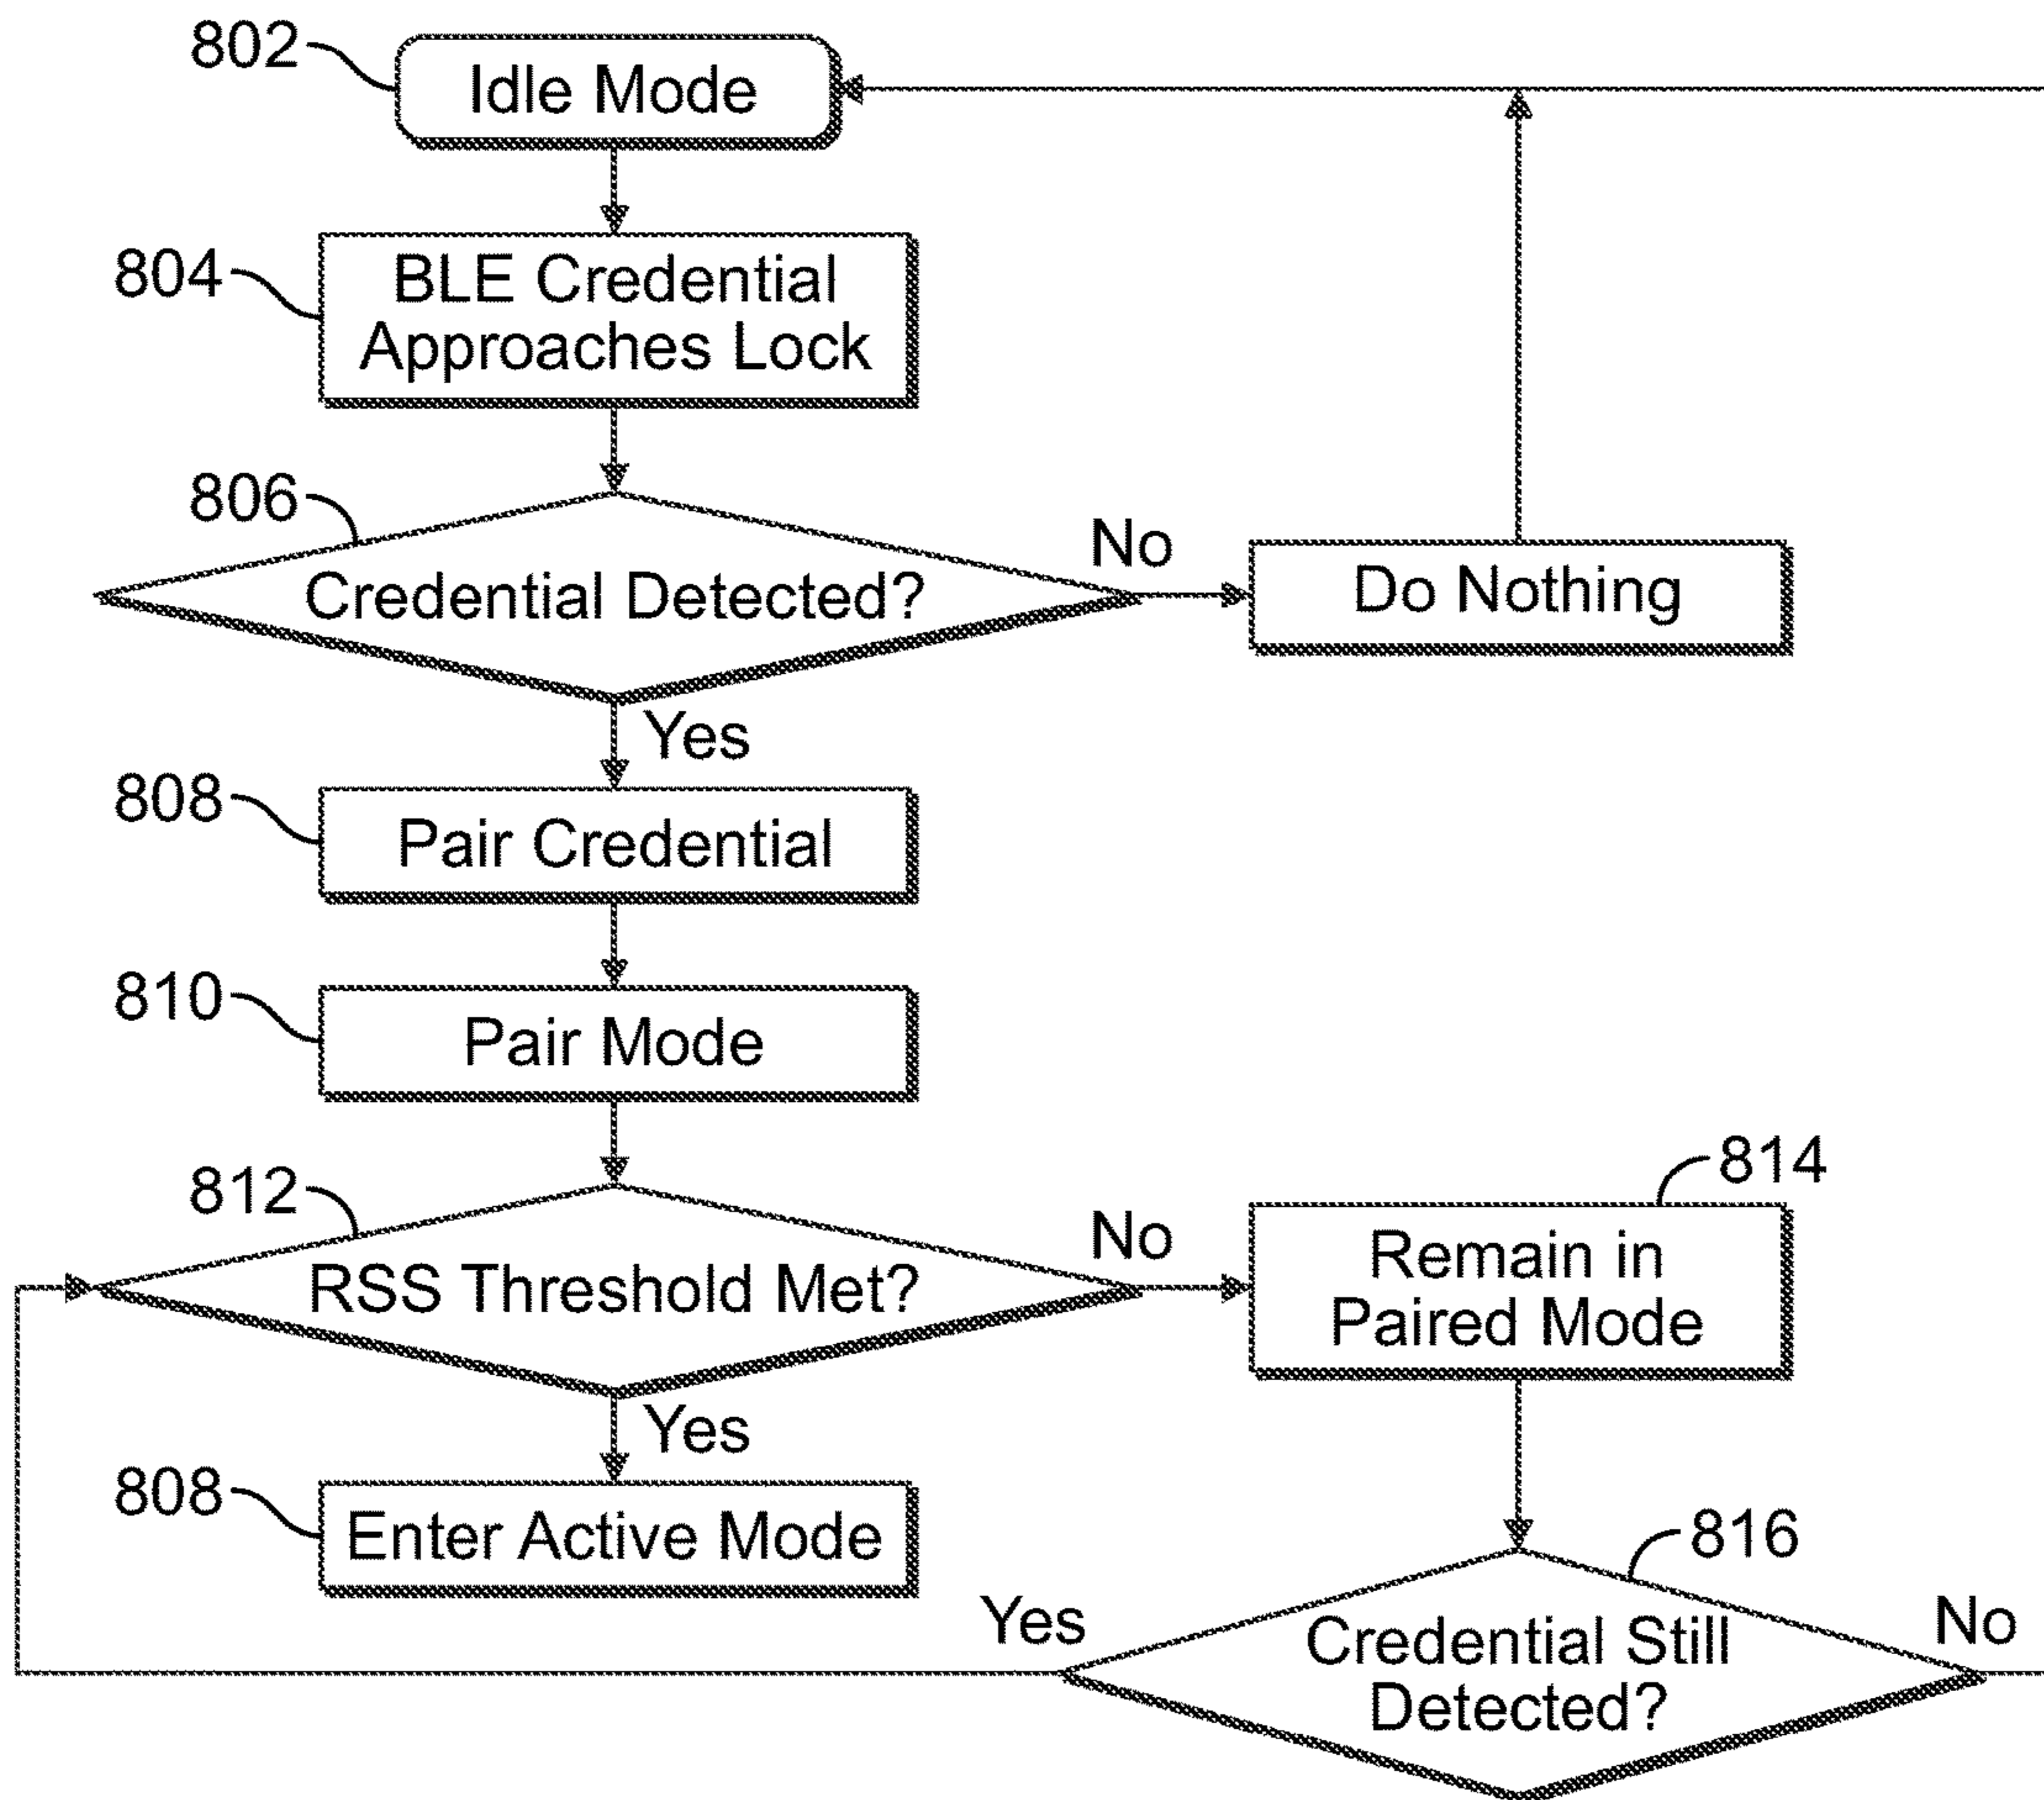 802
Idle Mode
804
BLE Credential
Approaches Lock
806
Credential Detected?
No
Do Nothing
Yes
808
Pair Credential
810
Pair Mode
812
RSS Threshold Met?
No
814
Remain in
Paired Mode
Yes
808
Enter Active Mode
816
Credential Still
Detected?
Yes
No